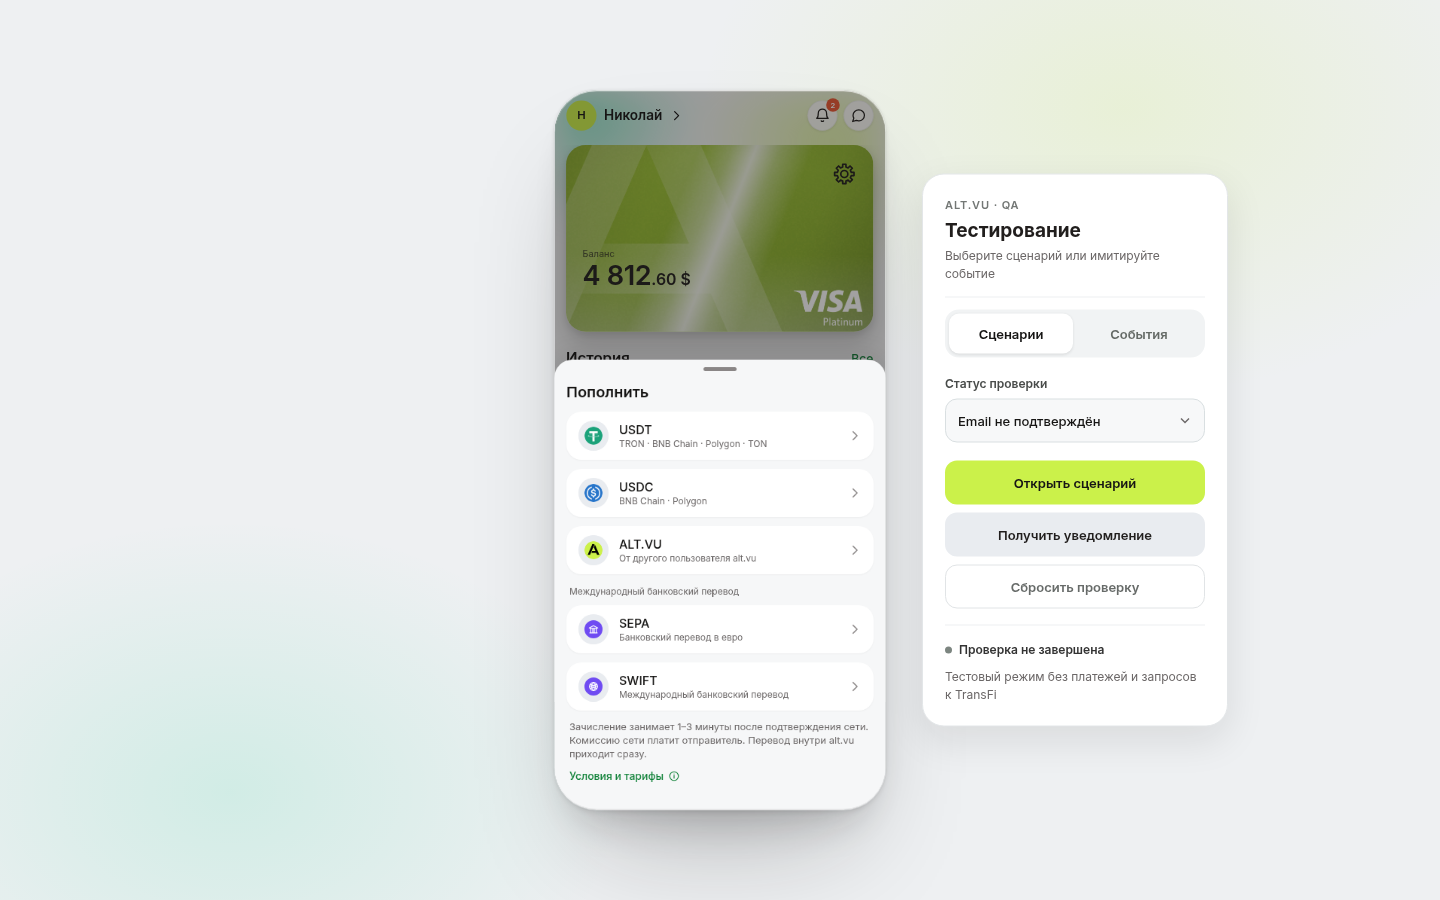 Н
Николай
2
Баланс
4 812.60 $
VISA
Platinum
История
Все
Пополнить
USDT
TRON · BNB Chain · Polygon · TON
USDC
BNB Chain · Polygon
ALT.VU
От другого пользователя alt.vu
Международный банковский перевод
SEPA
Банковский перевод в евро
SWIFT
Международный банковский перевод
Зачисление занимает 1–3 минуты после подтверждения сети.
Комиссию сети платит отправитель. Перевод внутри alt.vu
приходит сразу.
Условия и тарифы
ALT.VU · QA
Тестирование
Выберите сценарий или имитируйте
событие
Сценарии
События
Статус проверки
Email не подтверждён
Открыть сценарий
Получить уведомление
Сбросить проверку
Проверка не завершена
Тестовый режим без платежей и запросов
к TransFi